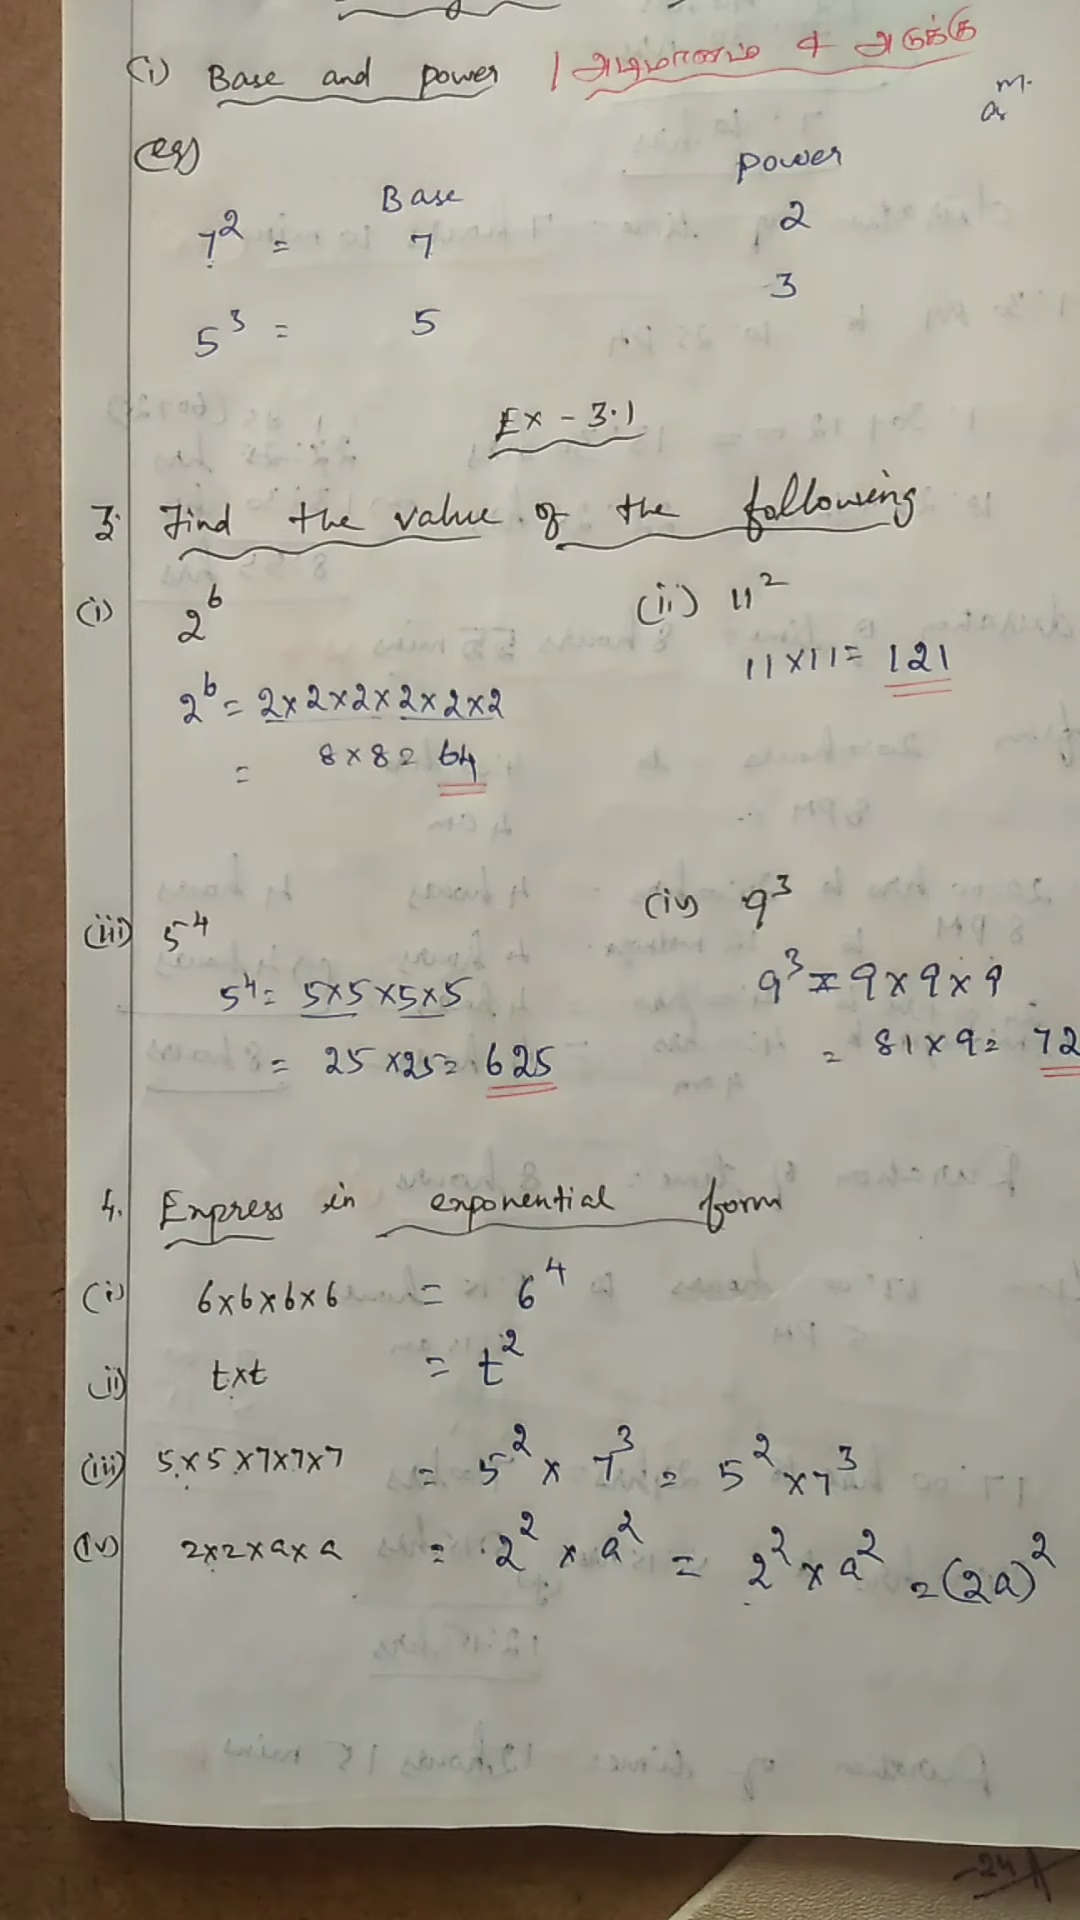 (i) Base and power | அடிமானம் & அடுக்கு
a^m
(eg)
Base power
7² = 7 2
5³ = 5 3
Ex - 3.1
3. Find the value of the following
(i) 2⁶ (ii) 11²
11×11= 121
2⁶ = 2×2×2×2×2×2
= 8×8= 64
(iii) 5⁴ (iv) 9³
5⁴= 5×5×5×5 9³ = 9×9×9
= 25×25= 625 = 81×9= 72
4. Express in exponential form
(i) 6×6×6×6 = 6⁴
ii) t×t = t²
(iii) 5×5×7×7×7 = 5² × 7³ = 5²×7³
(iv) 2×2×a×a = 2² × a² = 2²×a² =(2a)²